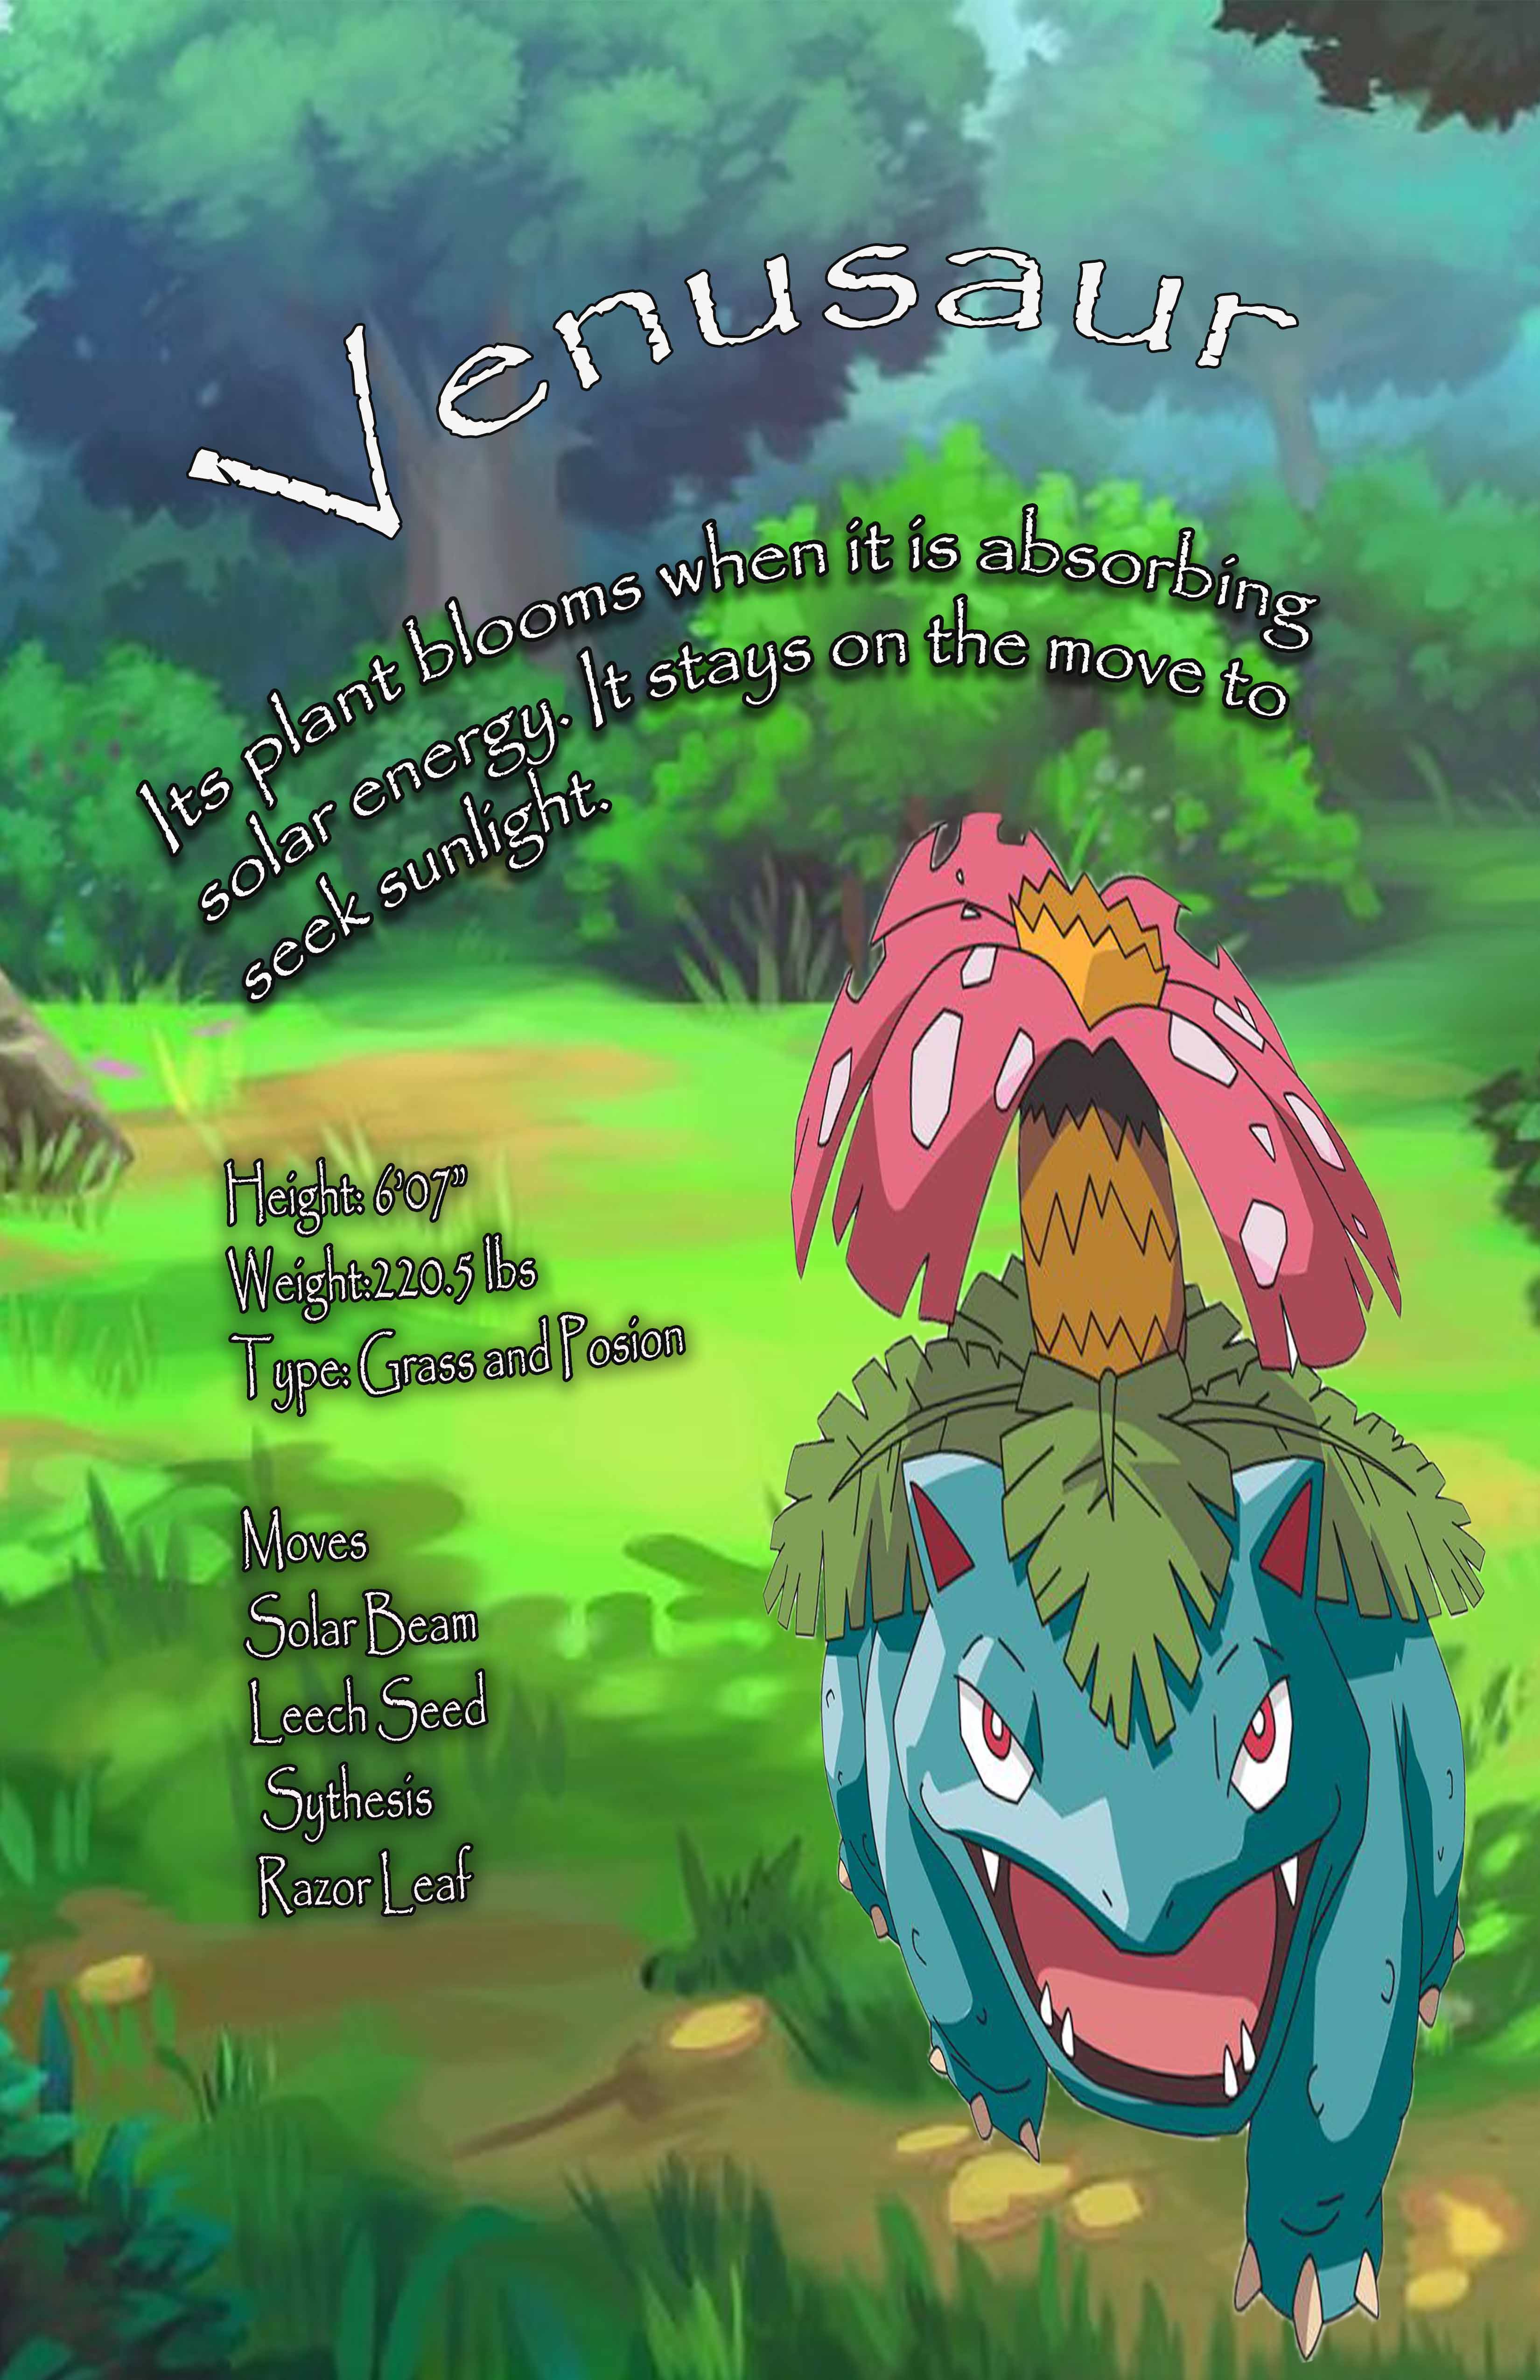 Venusaur
Its plant blooms when it is absorbing
solar energy. It stays on the move to
seek sunlight.
Height: 6'07”
Weight:220.5 lbs
Type: Grass and Posion
Moves
Solar Beam
Leech Seed
Sythesis
Razor Leaf